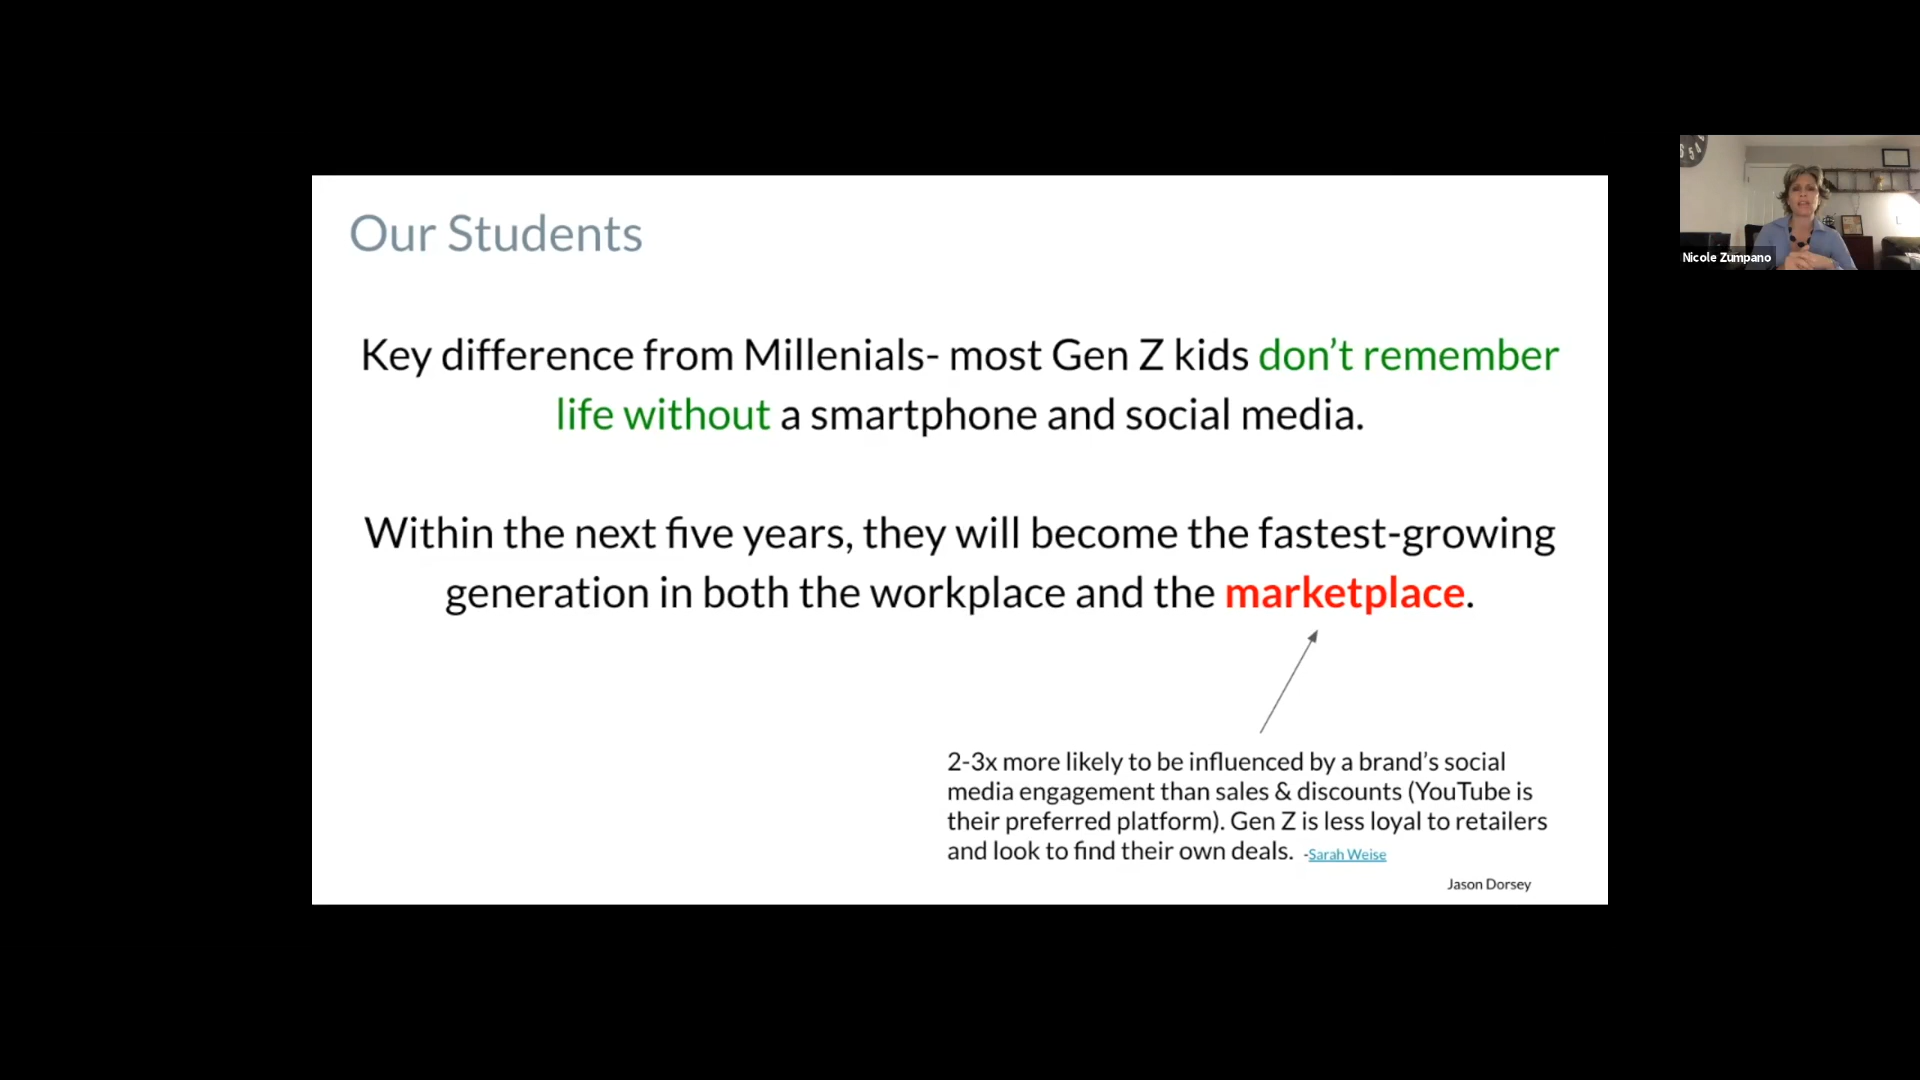 Our Students
Key difference from Millenials- most Gen Z kids don’t remember
life without a smartphone and social media.
Within the next five years, they will become the fastest-growing
generation in both the workplace and the marketplace.
2-3x more likely to be influenced by a brand’s social
media engagement than sales & discounts (YouTube is
their preferred platform). Gen Z is less loyal to retailers
and look to find their own deals. -Sarah Weise
Jason Dorsey
Nicole Zumpano